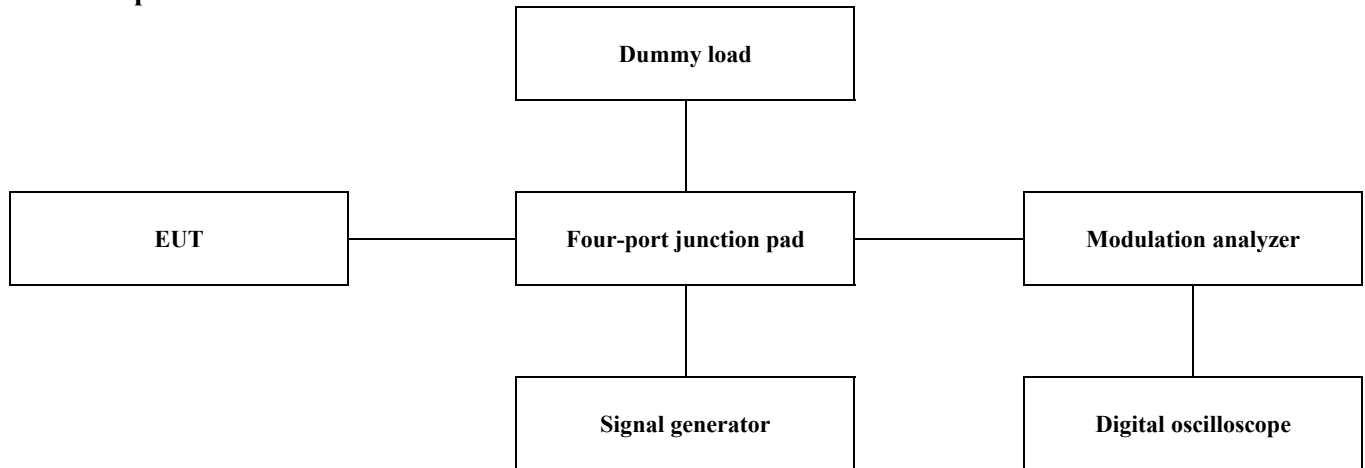 Dummy load
EUT
Four-port junction pad
Modulation analyzer
Signal generator
Digital oscilloscope